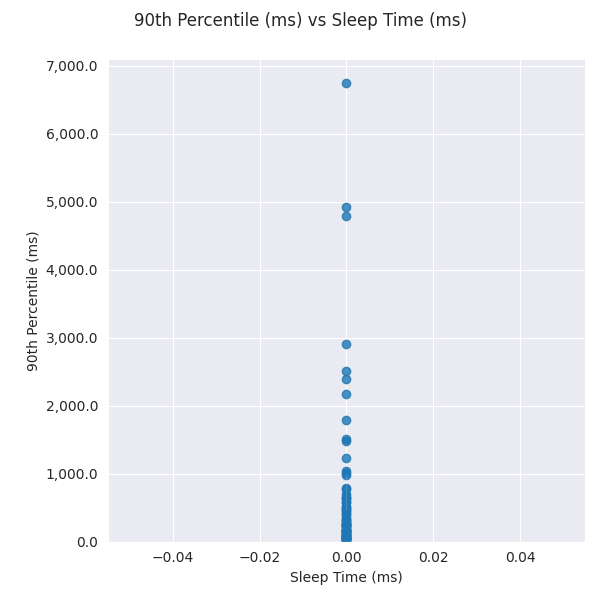 90th Percentile (ms) vs Sleep Time (ms)
7,000.0
6,000.0
5,000.0
4,000.0
3,000.0
2,000.0
1,000.0
0.0
90th Percentile (ms)
−0.04 −0.02 0.00 0.02 0.04
Sleep Time (ms)